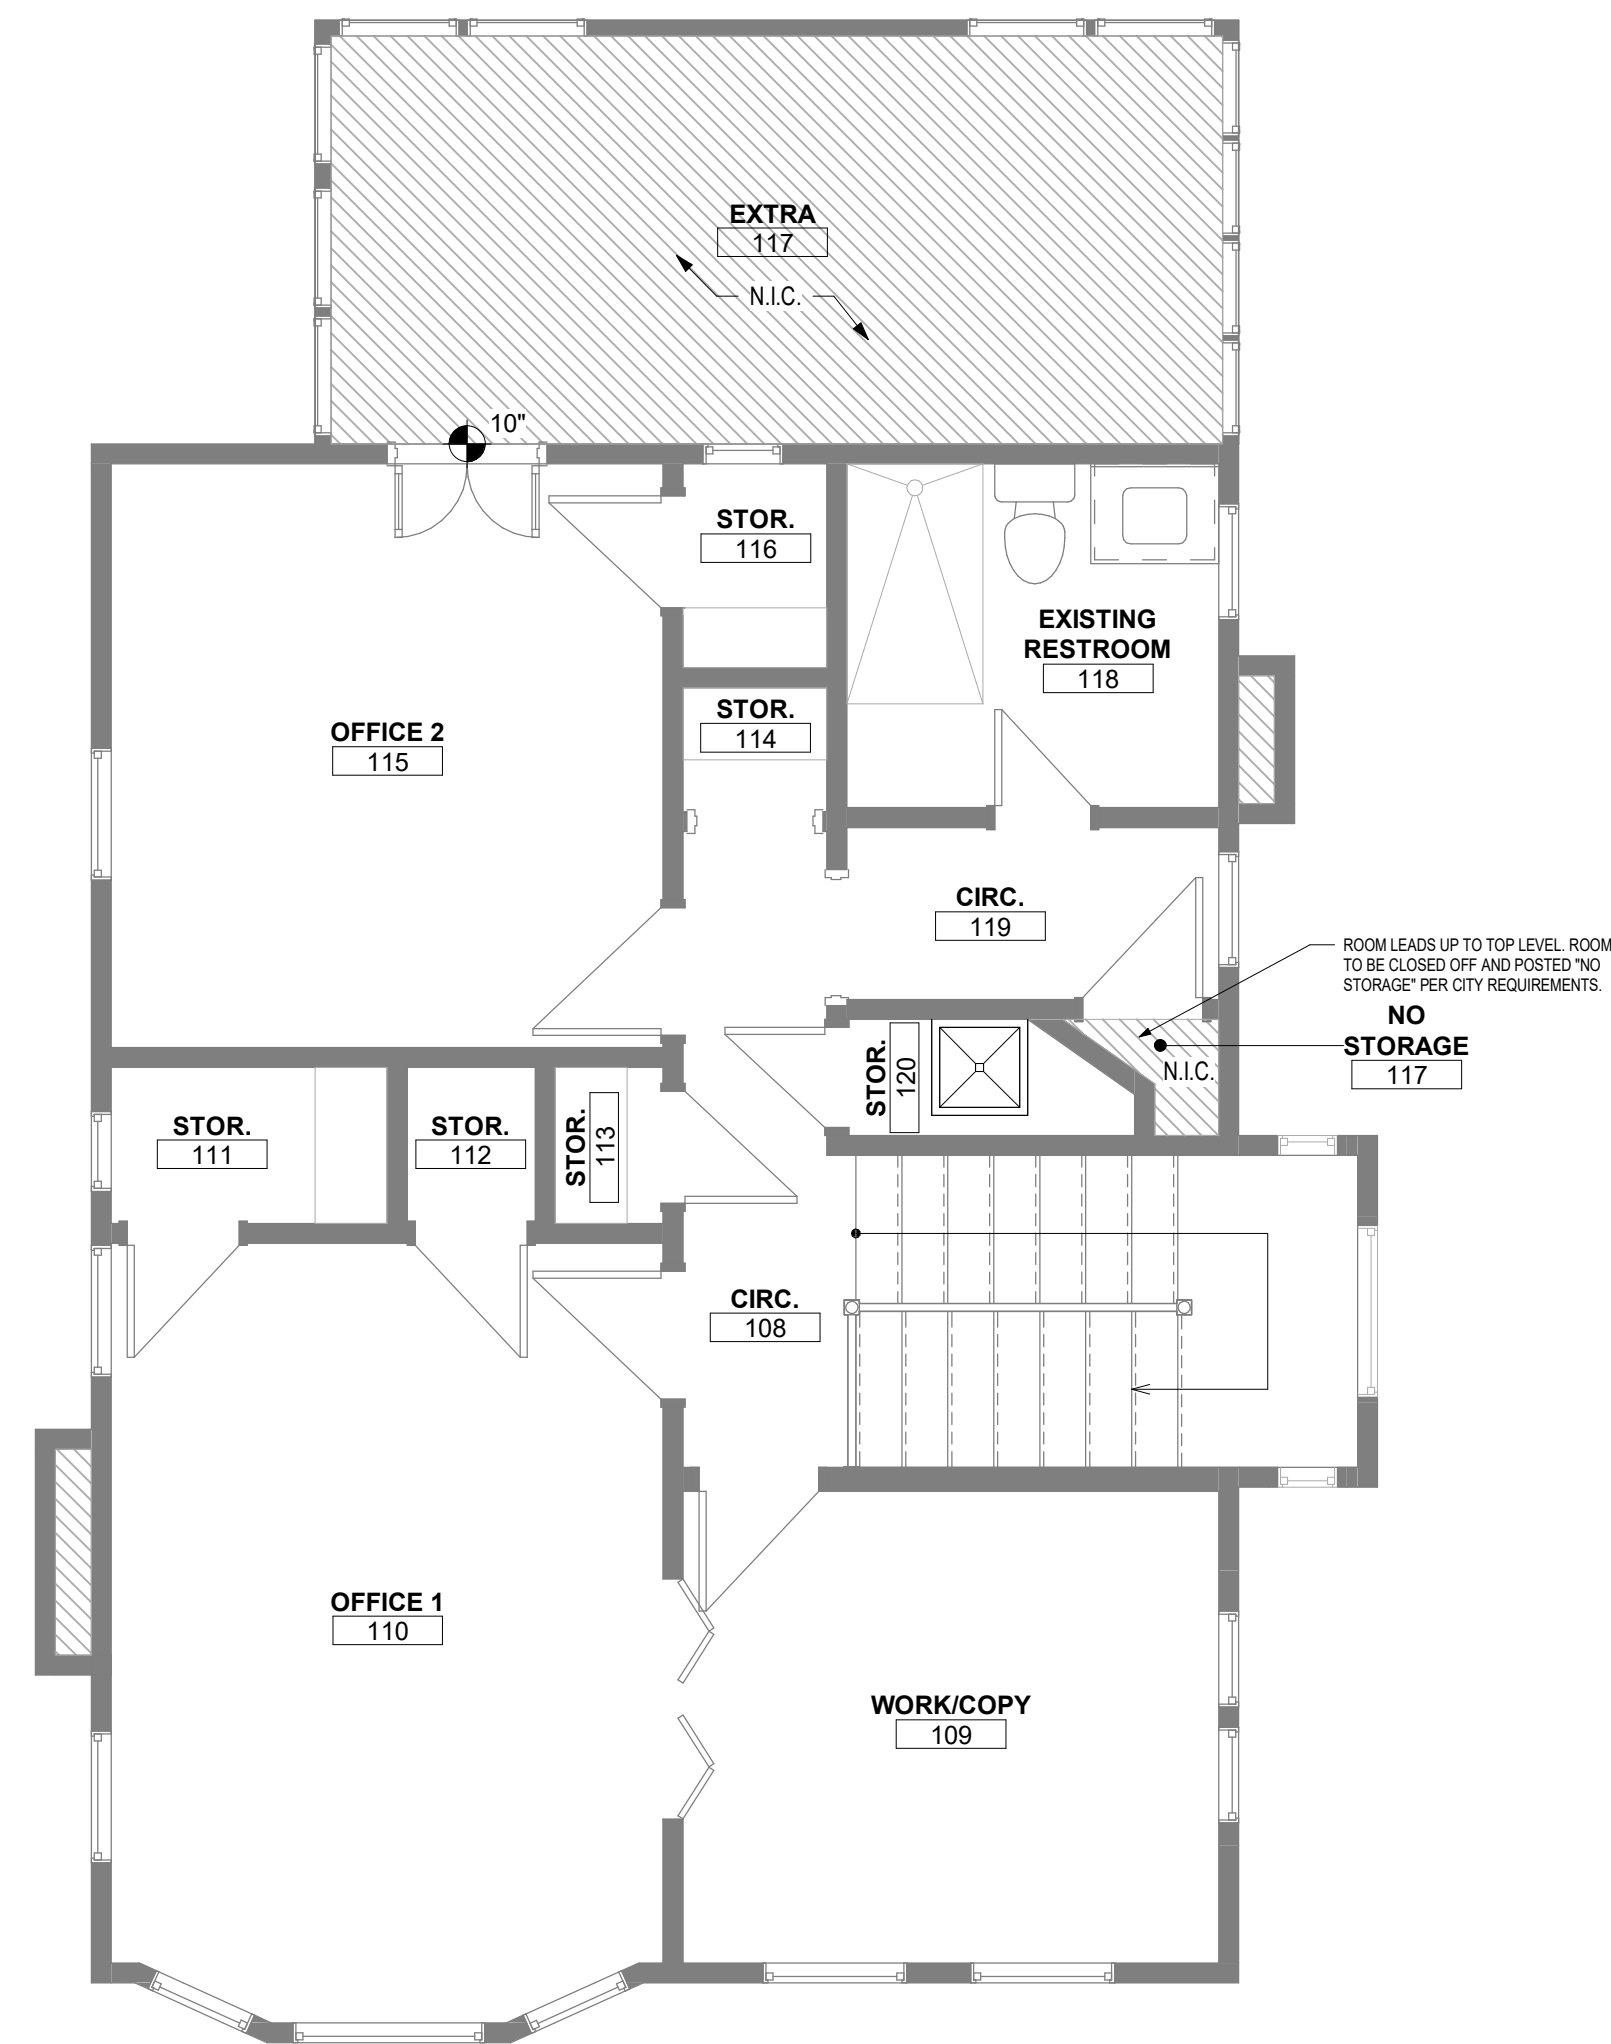 EXTRA
117
N.I.C.
10"
STOR.
116
EXISTING
RESTROOM
118
STOR.
114
OFFICE 2
115
CIRC.
119
ROOM LEADS UP TO TOP LEVEL. ROOM
TO BE CLOSED OFF AND POSTED "NO
STORAGE" PER CITY REQUIREMENTS.
NO
STORAGE
117
N.I.C.
STOR.
120
STOR.
111
STOR.
112
STOR.
113
CIRC.
108
OFFICE 1
110
WORK/COPY
109